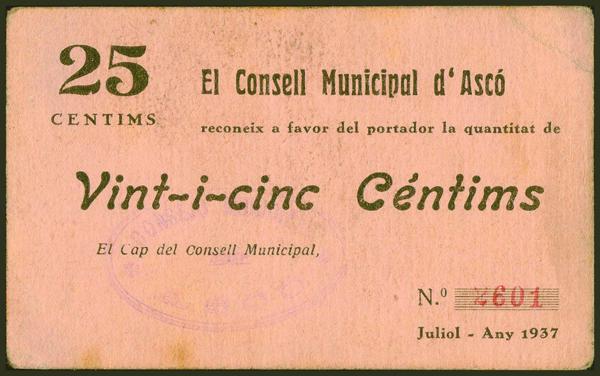 25
CENTIMS
El Consell Municipal d'Ascó
reconeix a favor del portador la quantitat de
Vint-i-cinc Céntims
El Cap del Consell Municipal,
N.º 2601
Juliol - Any 1937